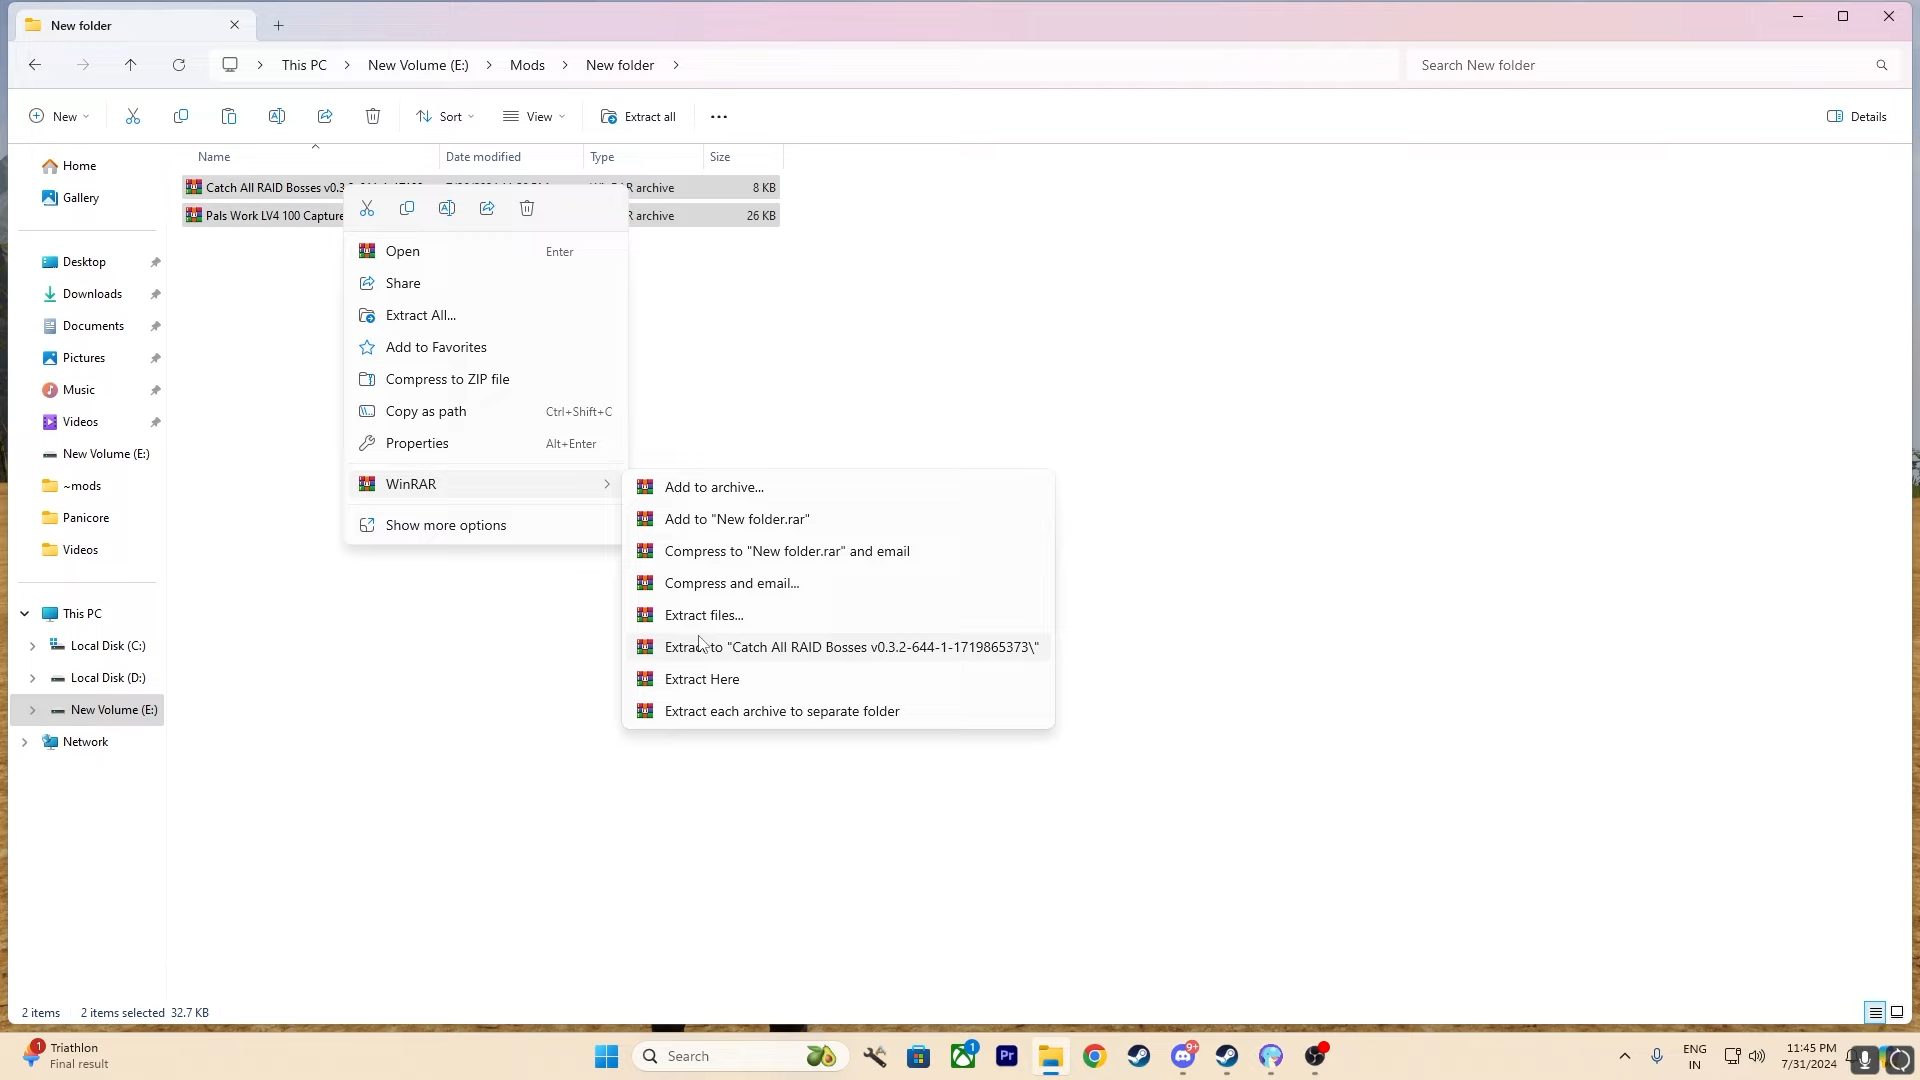 New folder
This PC
New Volume (E:)
Mods
New folder
Search New folder
New
Sort
View
Extract all
Details
Name
Date modified
Type
Size
Home
Gallery
Desktop
Downloads
Documents
Pictures
Music
Videos
New Volume (E:)
~mods
Panicore
Videos
This PC
Local Disk (C:)
Local Disk (D:)
New Volume (E:)
Network
Catch All RAID Bosses v0.3
archive
8 KB
Pals Work LV4 100 Capture
archive
26 KB
Open Enter
Share
Extract All...
Add to Favorites
Compress to ZIP file
Copy as path Ctrl+Shift+C
Properties Alt+Enter
WinRAR
Show more options
Add to archive...
Add to "New folder.rar"
Compress to "New folder.rar" and email
Compress and email...
Extract files...
Extract to "Catch All RAID Bosses v0.3.2-644-1-1719865373\"
Extract Here
Extract each archive to separate folder
2 items 2 items selected 32.7 KB
1
Triathlon
Final result
Search
1
Pr
9+
ENG
IN
11:45 PM
7/31/2024